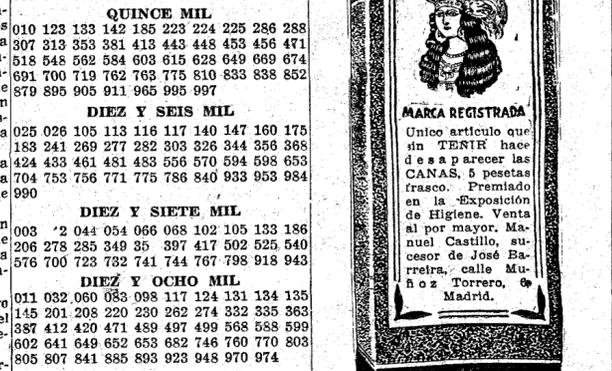 QUINCE MIL
010 123 133 142 185 223 224 225 286 288
307 313 353 381 413 443 448 453 456 471
518 548 562 584 603 615 628 649 669 674
691 700 719 762 763 775 810 833 838 852
879 895 905 911 965 995 997
DIEZ Y SEIS MIL
025 026 105 113 116 117 140 147 160 175
183 241 269 277 282 303 326 344 356 368
424 433 461 481 483 556 570 594 598 653
704 753 756 771 775 786 840 933 953 984
990
DIEZ Y SIETE MIL
003 2 044 054 066 068 102 105 133 186
206 278 285 349 35 397 417 502 525 540
576 700 723 732 741 744 767 798 918 943
DIEZ Y OCHO MIL
011 032 060 083 098 117 124 131 134 135
145 201 208 220 230 262 274 332 335 363
387 412 420 471 489 497 499 568 588 599
602 641 649 652 653 682 746 760 770 803
805 807 841 885 893 923 948 970 974
MARCA REGISTRADA
Unico artículo que
sin TEÑIR hace
desaparecer las
CANAS, 5 pesetas
frasco. Premiado
en la Exposición
de Higiene. Venta
al por mayor. Ma-
nuel Castillo, su-
cesor de José Ba-
rreira, calle Mu-
ñoz Torrero, 6,
Madrid.